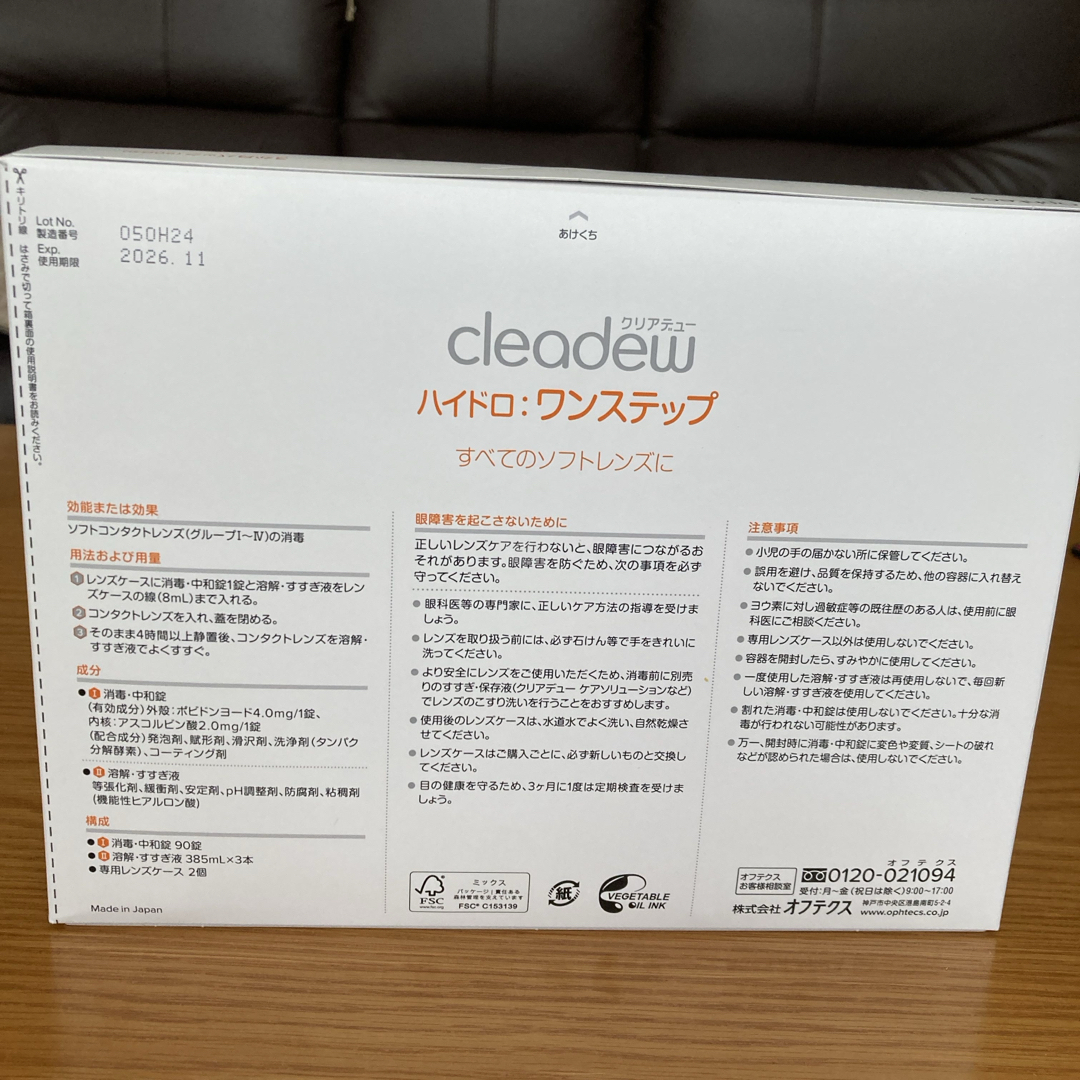 キリトリ線 はさみで切って箱裏面の使用説明書をお読みください。
Lot No.
製造番号
050H24
Exp.
使用期限
2026.11
あけくち
クリアデュー
cleadew
ハイドロ:ワンステップ
すべてのソフトレンズに
効能または効果
ソフトコンタクトレンズ(グループⅠ~Ⅳ)の消毒
用法および用量
1 レンズケースに消毒・中和錠1錠と溶解・すすぎ液をレン
ズケースの線(8mL)まで入れる。
2 コンタクトレンズを入れ、蓋を閉める。
3 そのまま4時間以上静置後、コンタクトレンズを溶解・
すすぎ液でよくすすぐ。
成分
●Ⅰ 消毒・中和錠
(有効成分)外殻:ポビドンヨード4.0mg/1錠、
内核:アスコルビン酸2.0mg/1錠
(配合成分)発泡剤、賦形剤、滑沢剤、洗浄剤(タンパク
分解酵素)、コーティング剤
●Ⅱ 溶解・すすぎ液
等張化剤、緩衝剤、安定剤、pH調整剤、防腐剤、粘稠剤
(機能性ヒアルロン酸)
構成
●Ⅰ 消毒・中和錠 90錠
●Ⅱ 溶解・すすぎ液 385mL×3本
●専用レンズケース 2個
Made in Japan
眼障害を起こさないために
正しいレンズケアを行わないと、眼障害につながるお
それがあります。眼障害を防ぐため、次の事項を必ず
守ってください。
●眼科医等の専門家に、正しいケア方法の指導を受けま
しょう。
●レンズを取り扱う前には、必ず石けん等で手をきれいに
洗ってください。
●より安全にレンズをご使用いただくため、消毒前に別売
りのすすぎ・保存液(クリアデュー ケアソリューションなど)
でレンズのこすり洗いを行うことをおすすめします。
●使用後のレンズケースは、水道水でよく洗い、自然乾燥さ
せてください。
●レンズケースはご購入ごとに、必ず新しいものと交換し
てください。
●目の健康を守るため、3ヶ月に1度は定期検査を受けま
しょう。
FSC
www.fsc.org
ミックス
パッケージ|責任ある
森林管理を支えています
FSC® C153139
紙
VEGETABLE
OIL INK
注意事項
●小児の手の届かない所に保管してください。
●誤用を避け、品質を保持するため、他の容器に入れ替え
ないでください。
●ヨウ素に対し過敏症等の既往歴のある人は、使用前に眼
科医にご相談ください。
●専用レンズケース以外は使用しないでください。
●容器を開封したら、すみやかに使用してください。
●一度使用した溶解・すすぎ液は再使用しないで、毎回新
しい溶解・すすぎ液を使用してください。
●割れた消毒・中和錠は使用しないでください。十分な消
毒が行われない可能性があります。
●万一、開封時に消毒・中和錠に変色や変質、シートの破れ
などが認められた場合は、使用しないでください。
オフテクス
お客様相談室
オフテクス
0120-021094
受付:月~金(祝日は除く)9:00~17:00
株式会社 オフテクス
神戸市中央区港島南町5-2-4
www.ophtecs.co.jp